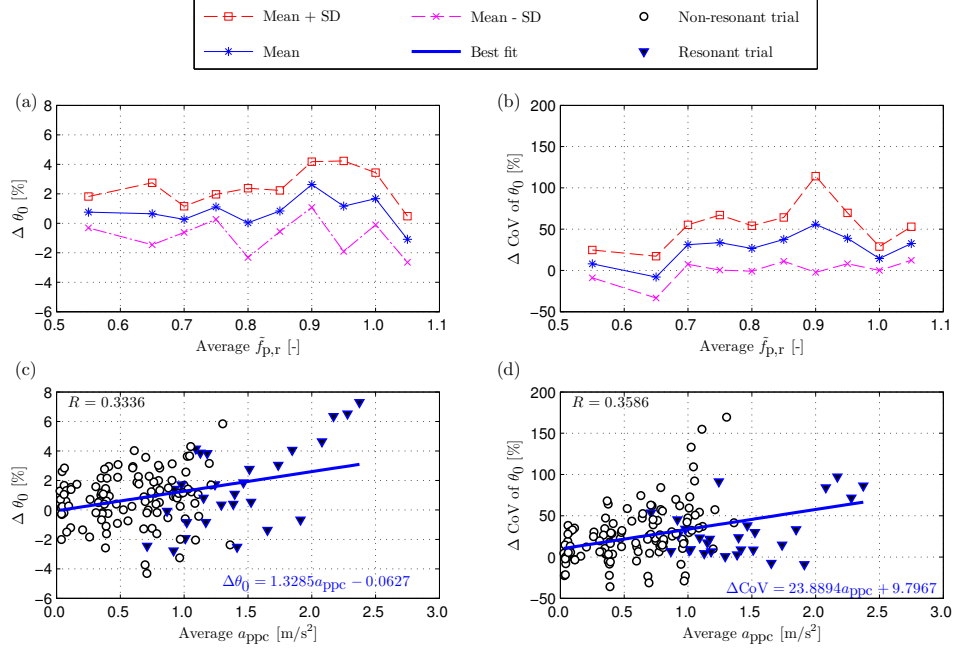 Mean + SD
Mean - SD
Non-resonant trial
Mean
Best fit
Resonant trial
(a)
8
6
4
2
0
−2
−4
−6
Δ θ0 [%]
0.5 0.6 0.7 0.8 0.9 1.0 1.1
Average f̃p,r [-]
(b)
200
150
100
50
0
−50
Δ CoV of θ0 [%]
0.5 0.6 0.7 0.8 0.9 1.0 1.1
Average f̃p,r [-]
(c)
R = 0.3336
8
6
4
2
0
−2
−4
−6
Δ θ0 [%]
Δθ0 = 1.3285appc − 0.0627
0.0 0.5 1.0 1.5 2.0 2.5 3.0
Average appc [m/s²]
(d)
R = 0.3586
200
150
100
50
0
−50
Δ CoV of θ0 [%]
ΔCoV = 23.8894appc + 9.7967
0.0 0.5 1.0 1.5 2.0 2.5 3.0
Average appc [m/s²]